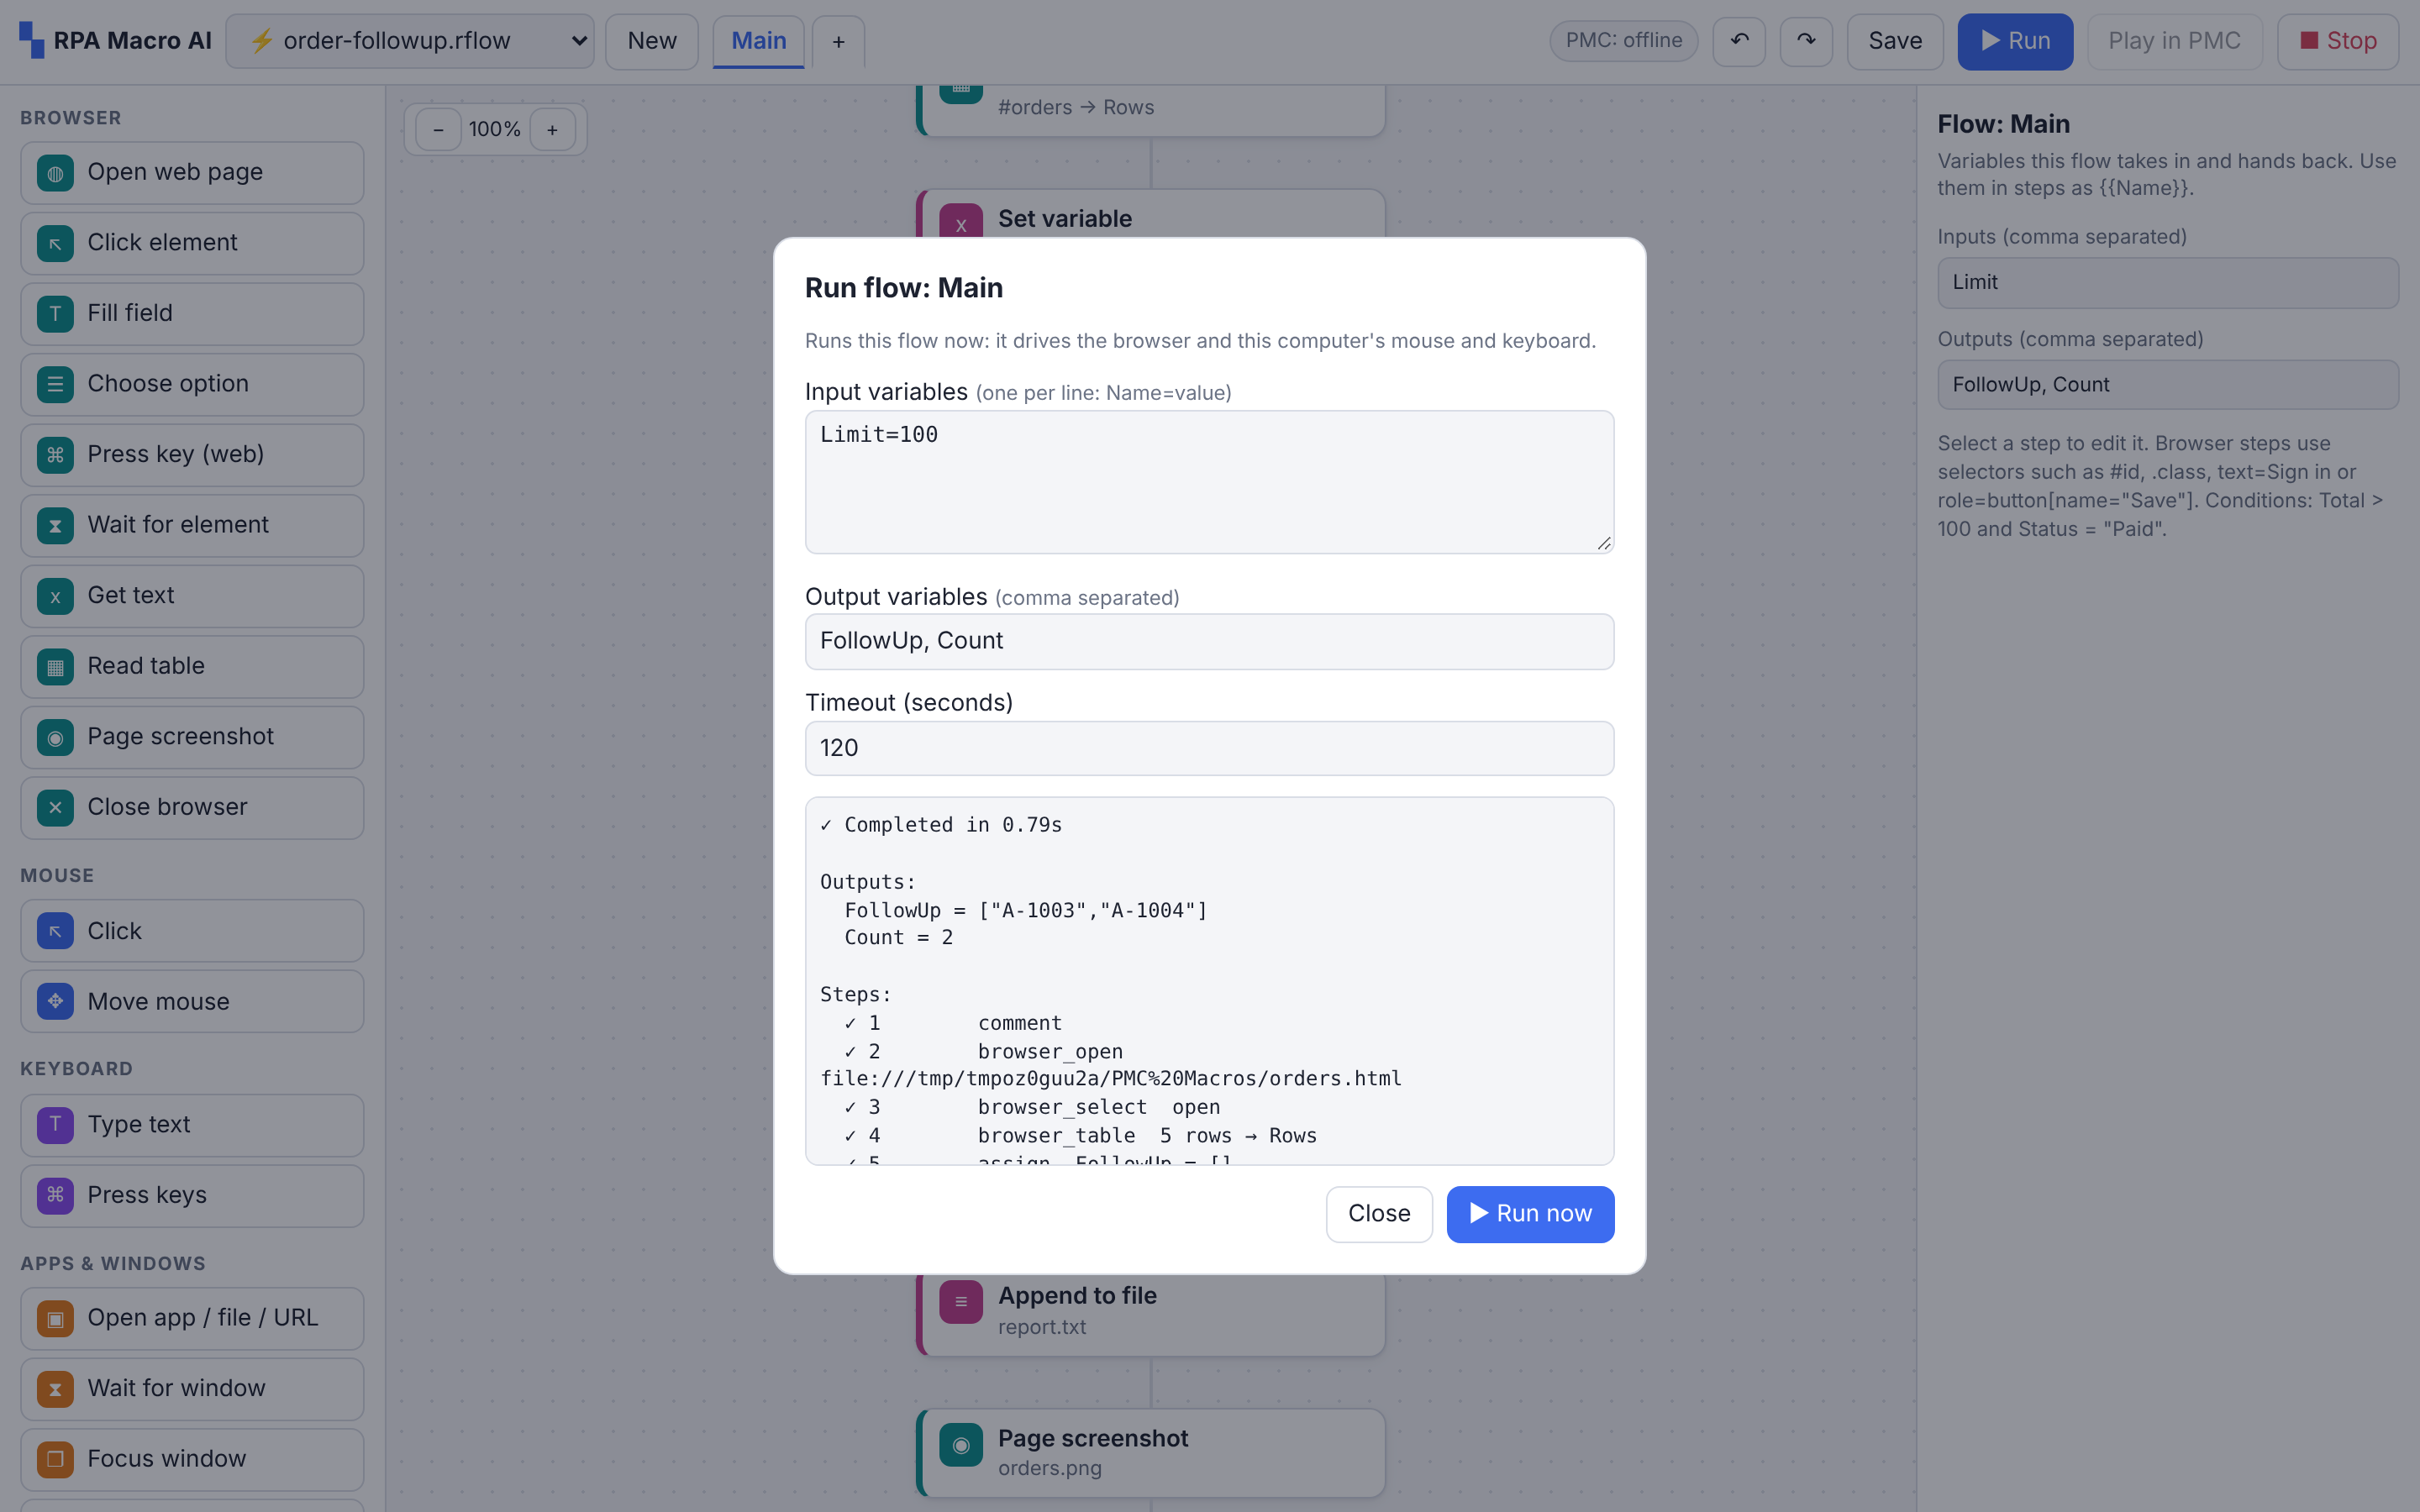 RPA Macro AI
⚡ order-followup.rflow
New
Main
+
PMC: offline
↶
↷
Save
▶ Run
Play in PMC
■ Stop
BROWSER
Open web page
Click element
Fill field
Choose option
Press key (web)
Wait for element
Get text
Read table
Page screenshot
Close browser
MOUSE
Click
Move mouse
KEYBOARD
Type text
Press keys
APPS & WINDOWS
Open app / file / URL
Wait for window
Focus window
− 100% +
#orders → Rows
Set variable
Run flow: Main
Runs this flow now: it drives the browser and this computer's mouse and keyboard.
Input variables (one per line: Name=value)
Limit=100
Output variables (comma separated)
FollowUp, Count
Timeout (seconds)
120
✓ Completed in 0.79s
Outputs:
FollowUp = ["A-1003","A-1004"]
Count = 2
Steps:
✓ 1 comment
✓ 2 browser_open
file:///tmp/tmpoz0guu2a/PMC%20Macros/orders.html
✓ 3 browser_select open
✓ 4 browser_table 5 rows → Rows
✓ 5 assign FollowUp = []
Close
▶ Run now
Append to file
report.txt
Page screenshot
orders.png
Flow: Main
Variables this flow takes in and hands back. Use
them in steps as {{Name}}.
Inputs (comma separated)
Limit
Outputs (comma separated)
FollowUp, Count
Select a step to edit it. Browser steps use
selectors such as #id, .class, text=Sign in or
role=button[name="Save"]. Conditions: Total >
100 and Status = "Paid".